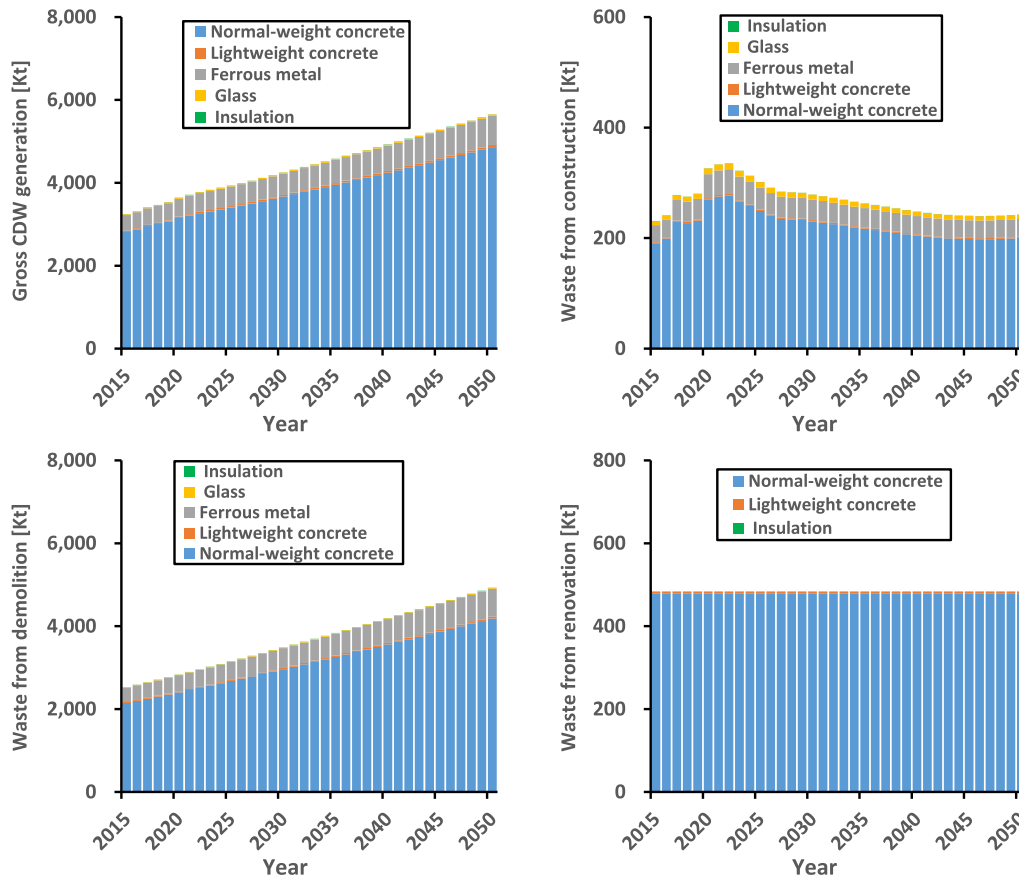 Gross CDW generation [Kt]
8,000
6,000
4,000
2,000
0
Normal-weight concrete
Lightweight concrete
Ferrous metal
Glass
Insulation
2015
2020
2025
2030
2035
2040
2045
2050
Year
Waste from construction [Kt]
600
400
200
0
Insulation
Glass
Ferrous metal
Lightweight concrete
Normal-weight concrete
2015
2020
2025
2030
2035
2040
2045
2050
Year
Waste from demolition [Kt]
8,000
6,000
4,000
2,000
0
Insulation
Glass
Ferrous metal
Lightweight concrete
Normal-weight concrete
2015
2020
2025
2030
2035
2040
2045
2050
Year
Waste from renovation [Kt]
800
600
400
200
0
Normal-weight concrete
Lightweight concrete
Insulation
2015
2020
2025
2030
2035
2040
2045
2050
Year